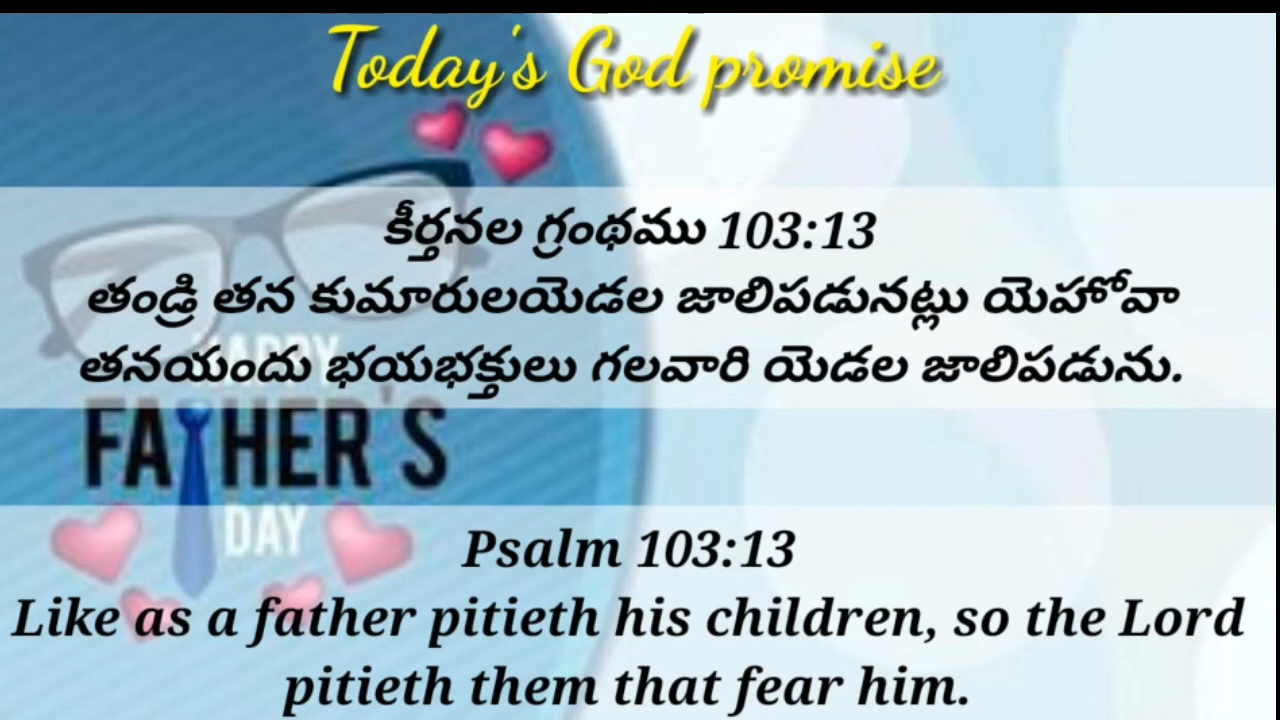 Today's God promise
కీర్తనల గ్రంథము 103:13
తండ్రి తన కుమారులయెడల జాలిపడునట్లు యెహోవా
తనయందు భయభక్తులు గలవారి యెడల జాలిపడును.
HAPPY
FATHER'S
DAY
Psalm 103:13
Like as a father pitieth his children, so the Lord
pitieth them that fear him.